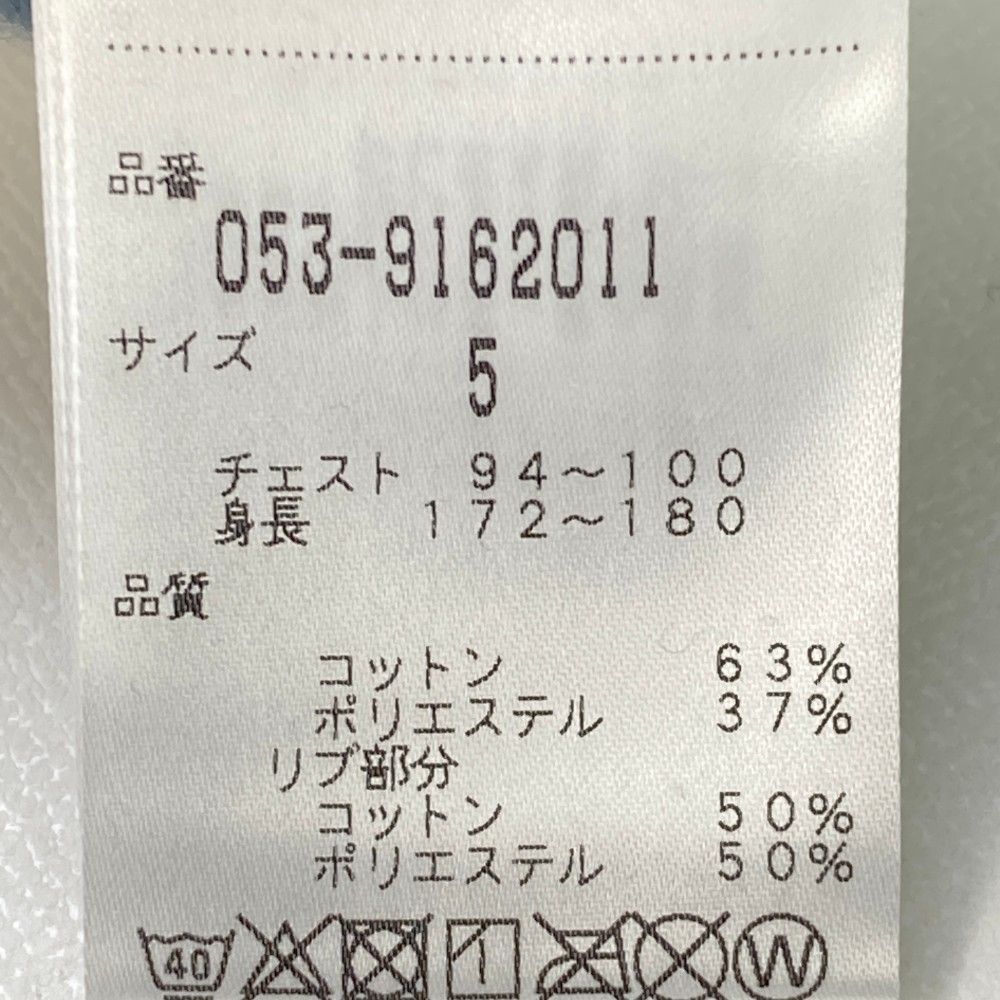 品番
053-9162011
サイズ 5
チェスト 94～100
身長 172～180
品質
コットン 63%
ポリエステル 37%
リブ部分
コットン 50%
ポリエステル 50%
40 W